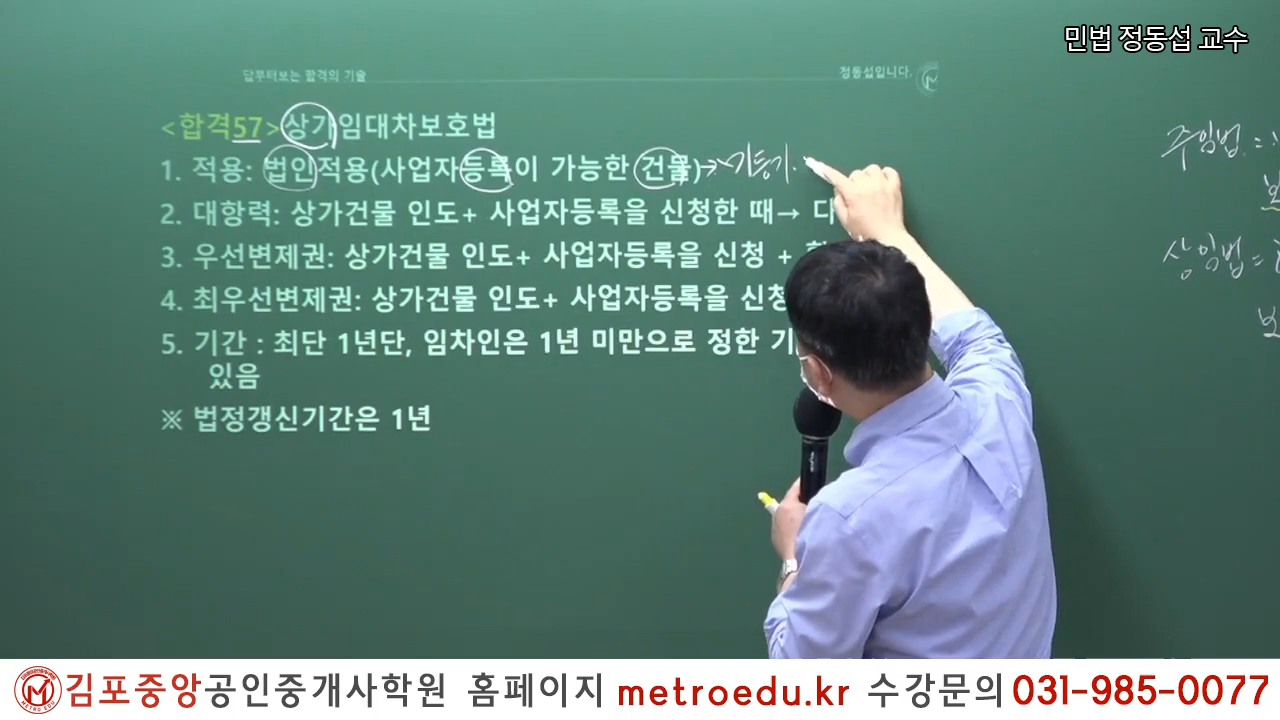 민법 정동섭 교수
답부터보는 합격의 기술
정동섭입니다.
<합격57>상가임대차보호법
1. 적용: 법인적용(사업자등록이 가능한 건물)→
2. 대항력: 상가건물 인도+ 사업자등록을 신청한 때→ 다
3. 우선변제권: 상가건물 인도+ 사업자등록을 신청 +
4. 최우선변제권: 상가건물 인도+ 사업자등록을 신청
5. 기간 : 최단 1년단, 임차인은 1년 미만으로 정한 기
있음
※ 법정갱신기간은 1년
주임법 =
상임법 =
METRO EDU
김포중앙공인중개사학원 홈페이지 metroedu.kr 수강문의 031-985-0077